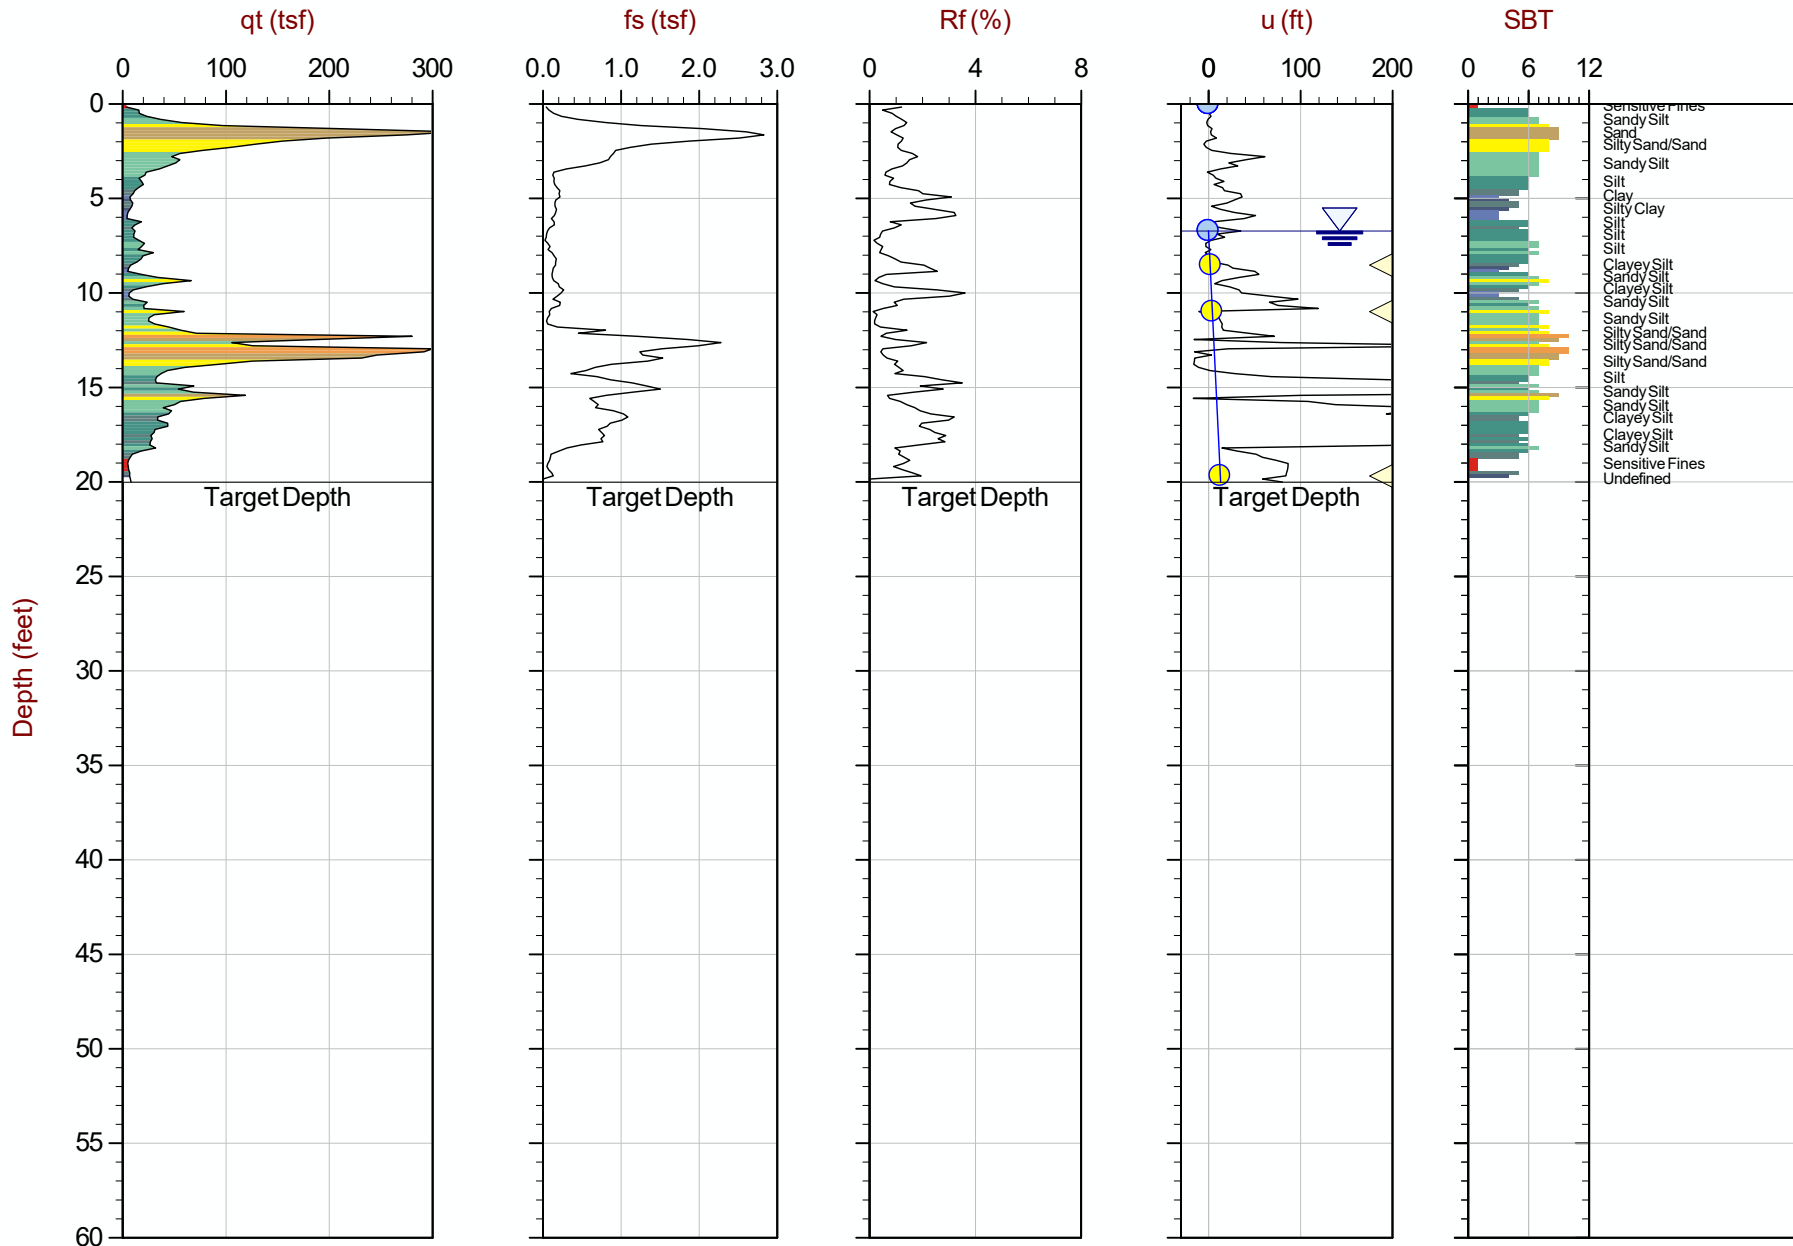 qt (tsf)
fs (tsf)
Rf (%)
u (ft)
SBT
0 100 200 300
0.0 1.0 2.0 3.0
0 4 8
0 100 200
0 6 12
Depth (feet)
0
5
10
15
20
25
30
35
40
45
50
55
60
Target Depth
Target Depth
Target Depth
Target Depth
Sensitive Fines
Sandy Silt
Sand
Silty Sand/Sand
Sandy Silt
Silt
Clay
Silty Clay
Silt
Silt
Silt
Clayey Silt
Sandy Silt
Clayey Silt
Sandy Silt
Sandy Silt
Silty Sand/Sand
Silty Sand/Sand
Silty Sand/Sand
Silt
Sandy Silt
Sandy Silt
Clayey Silt
Clayey Silt
Sandy Silt
Sensitive Fines
Undefined